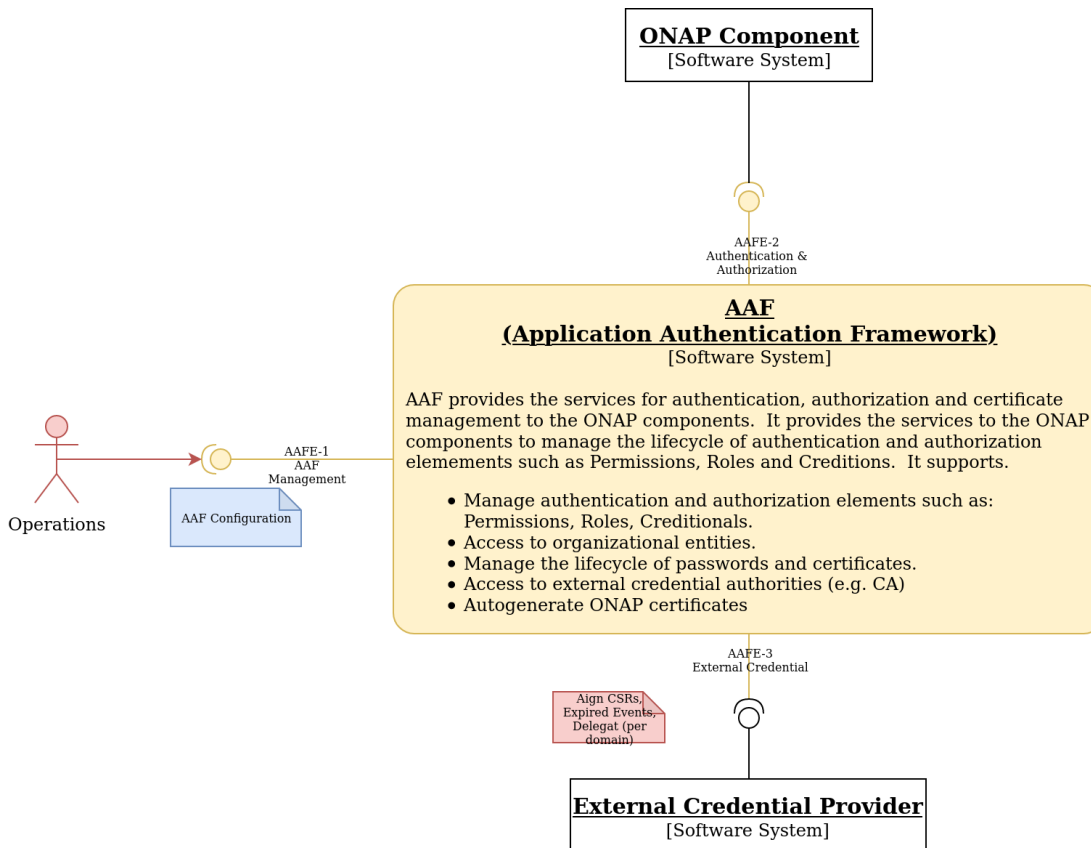 ONAP Component
[Software System]
AAFE-2
Authentication &
Authorization
AAF
(Application Authentication Framework)
[Software System]
AAF provides the services for authentication, authorization and certificate
management to the ONAP components.  It provides the services to the ONAP
components to manage the lifecycle of authentication and authorization
elemements such as Permissions, Roles and Creditions.  It supports.
• Manage authentication and authorization elements such as:
Permissions, Roles, Creditionals.
• Access to organizational entities.
• Manage the lifecycle of passwords and certificates.
• Access to external credential authorities (e.g. CA)
• Autogenerate ONAP certificates
AAFE-1
AAF
Management
AAF Configuration
Operations
AAFE-3
External Credential
Aign CSRs,
Expired Events,
Delegat (per
domain)
External Credential Provider
[Software System]